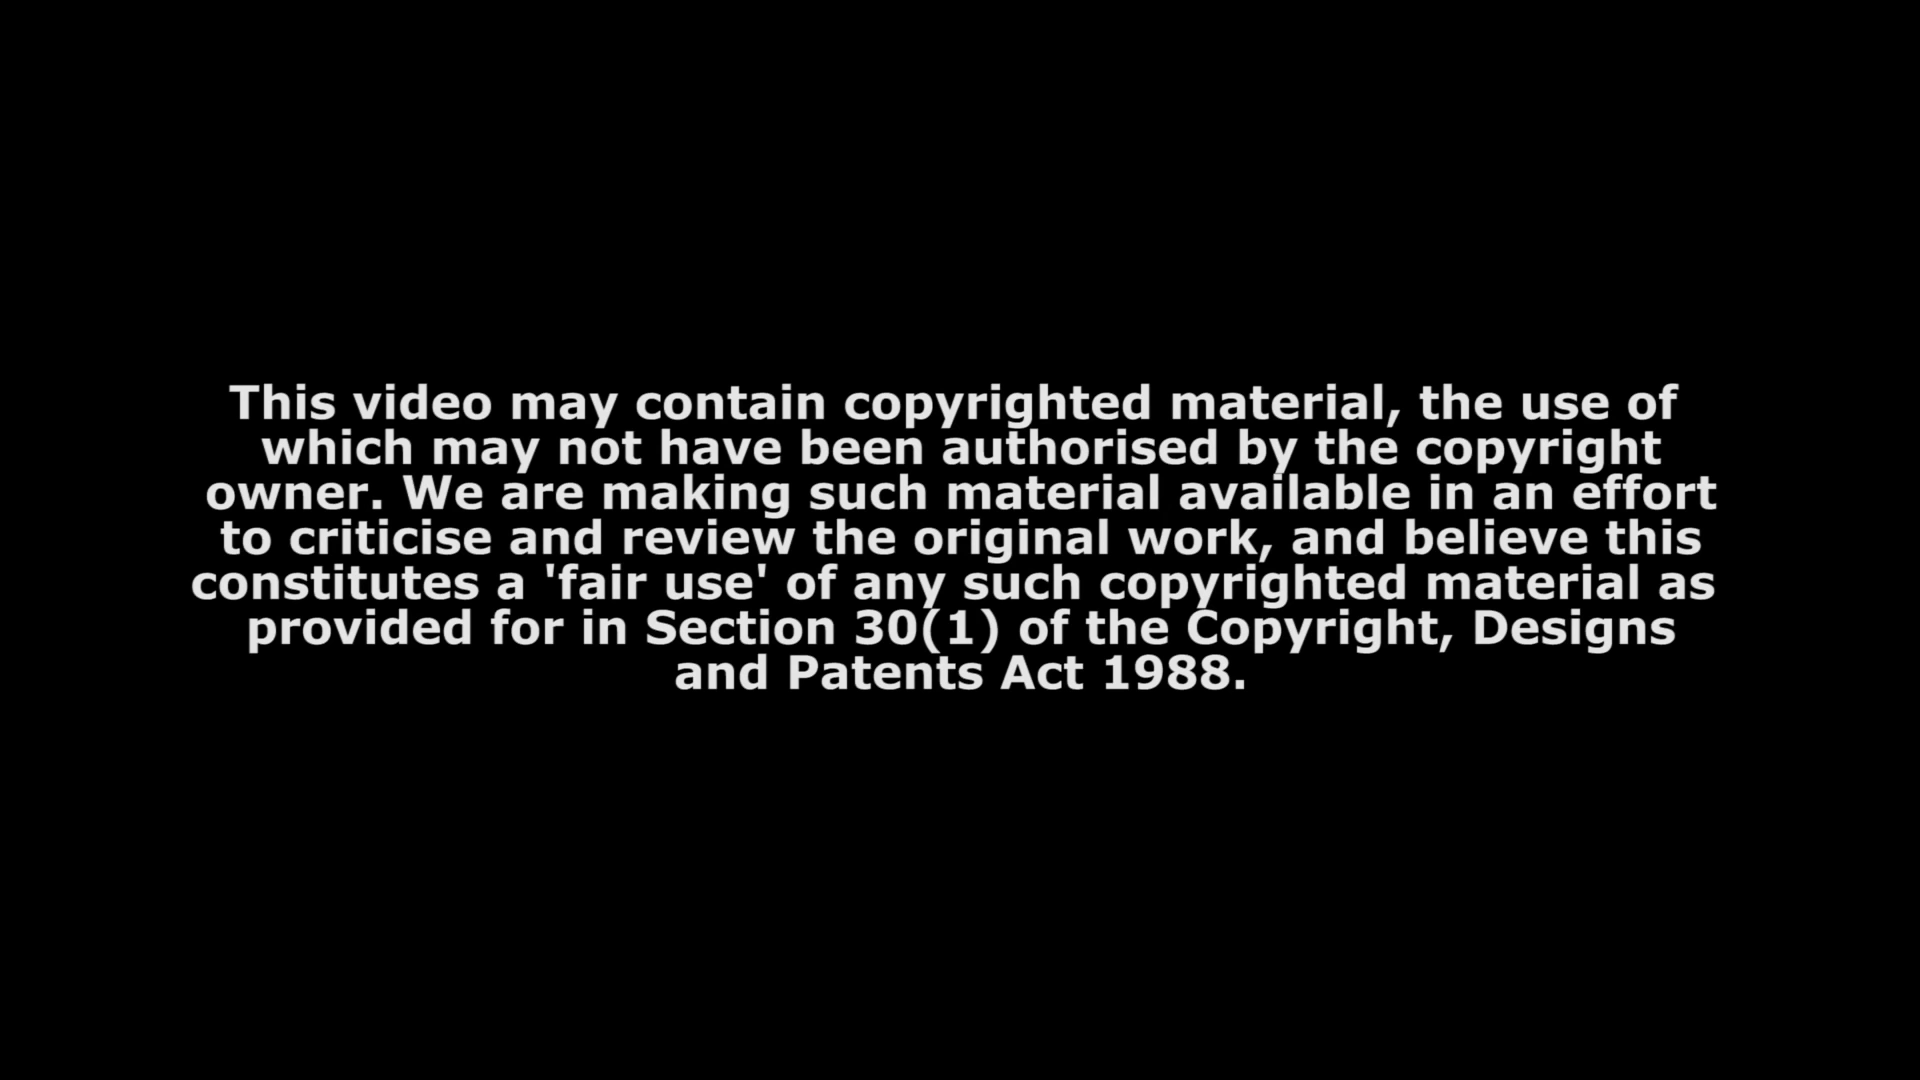 This video may contain copyrighted material, the use of
which may not have been authorised by the copyright
owner. We are making such material available in an effort
to criticise and review the original work, and believe this
constitutes a 'fair use' of any such copyrighted material as
provided for in Section 30(1) of the Copyright, Designs
and Patents Act 1988.